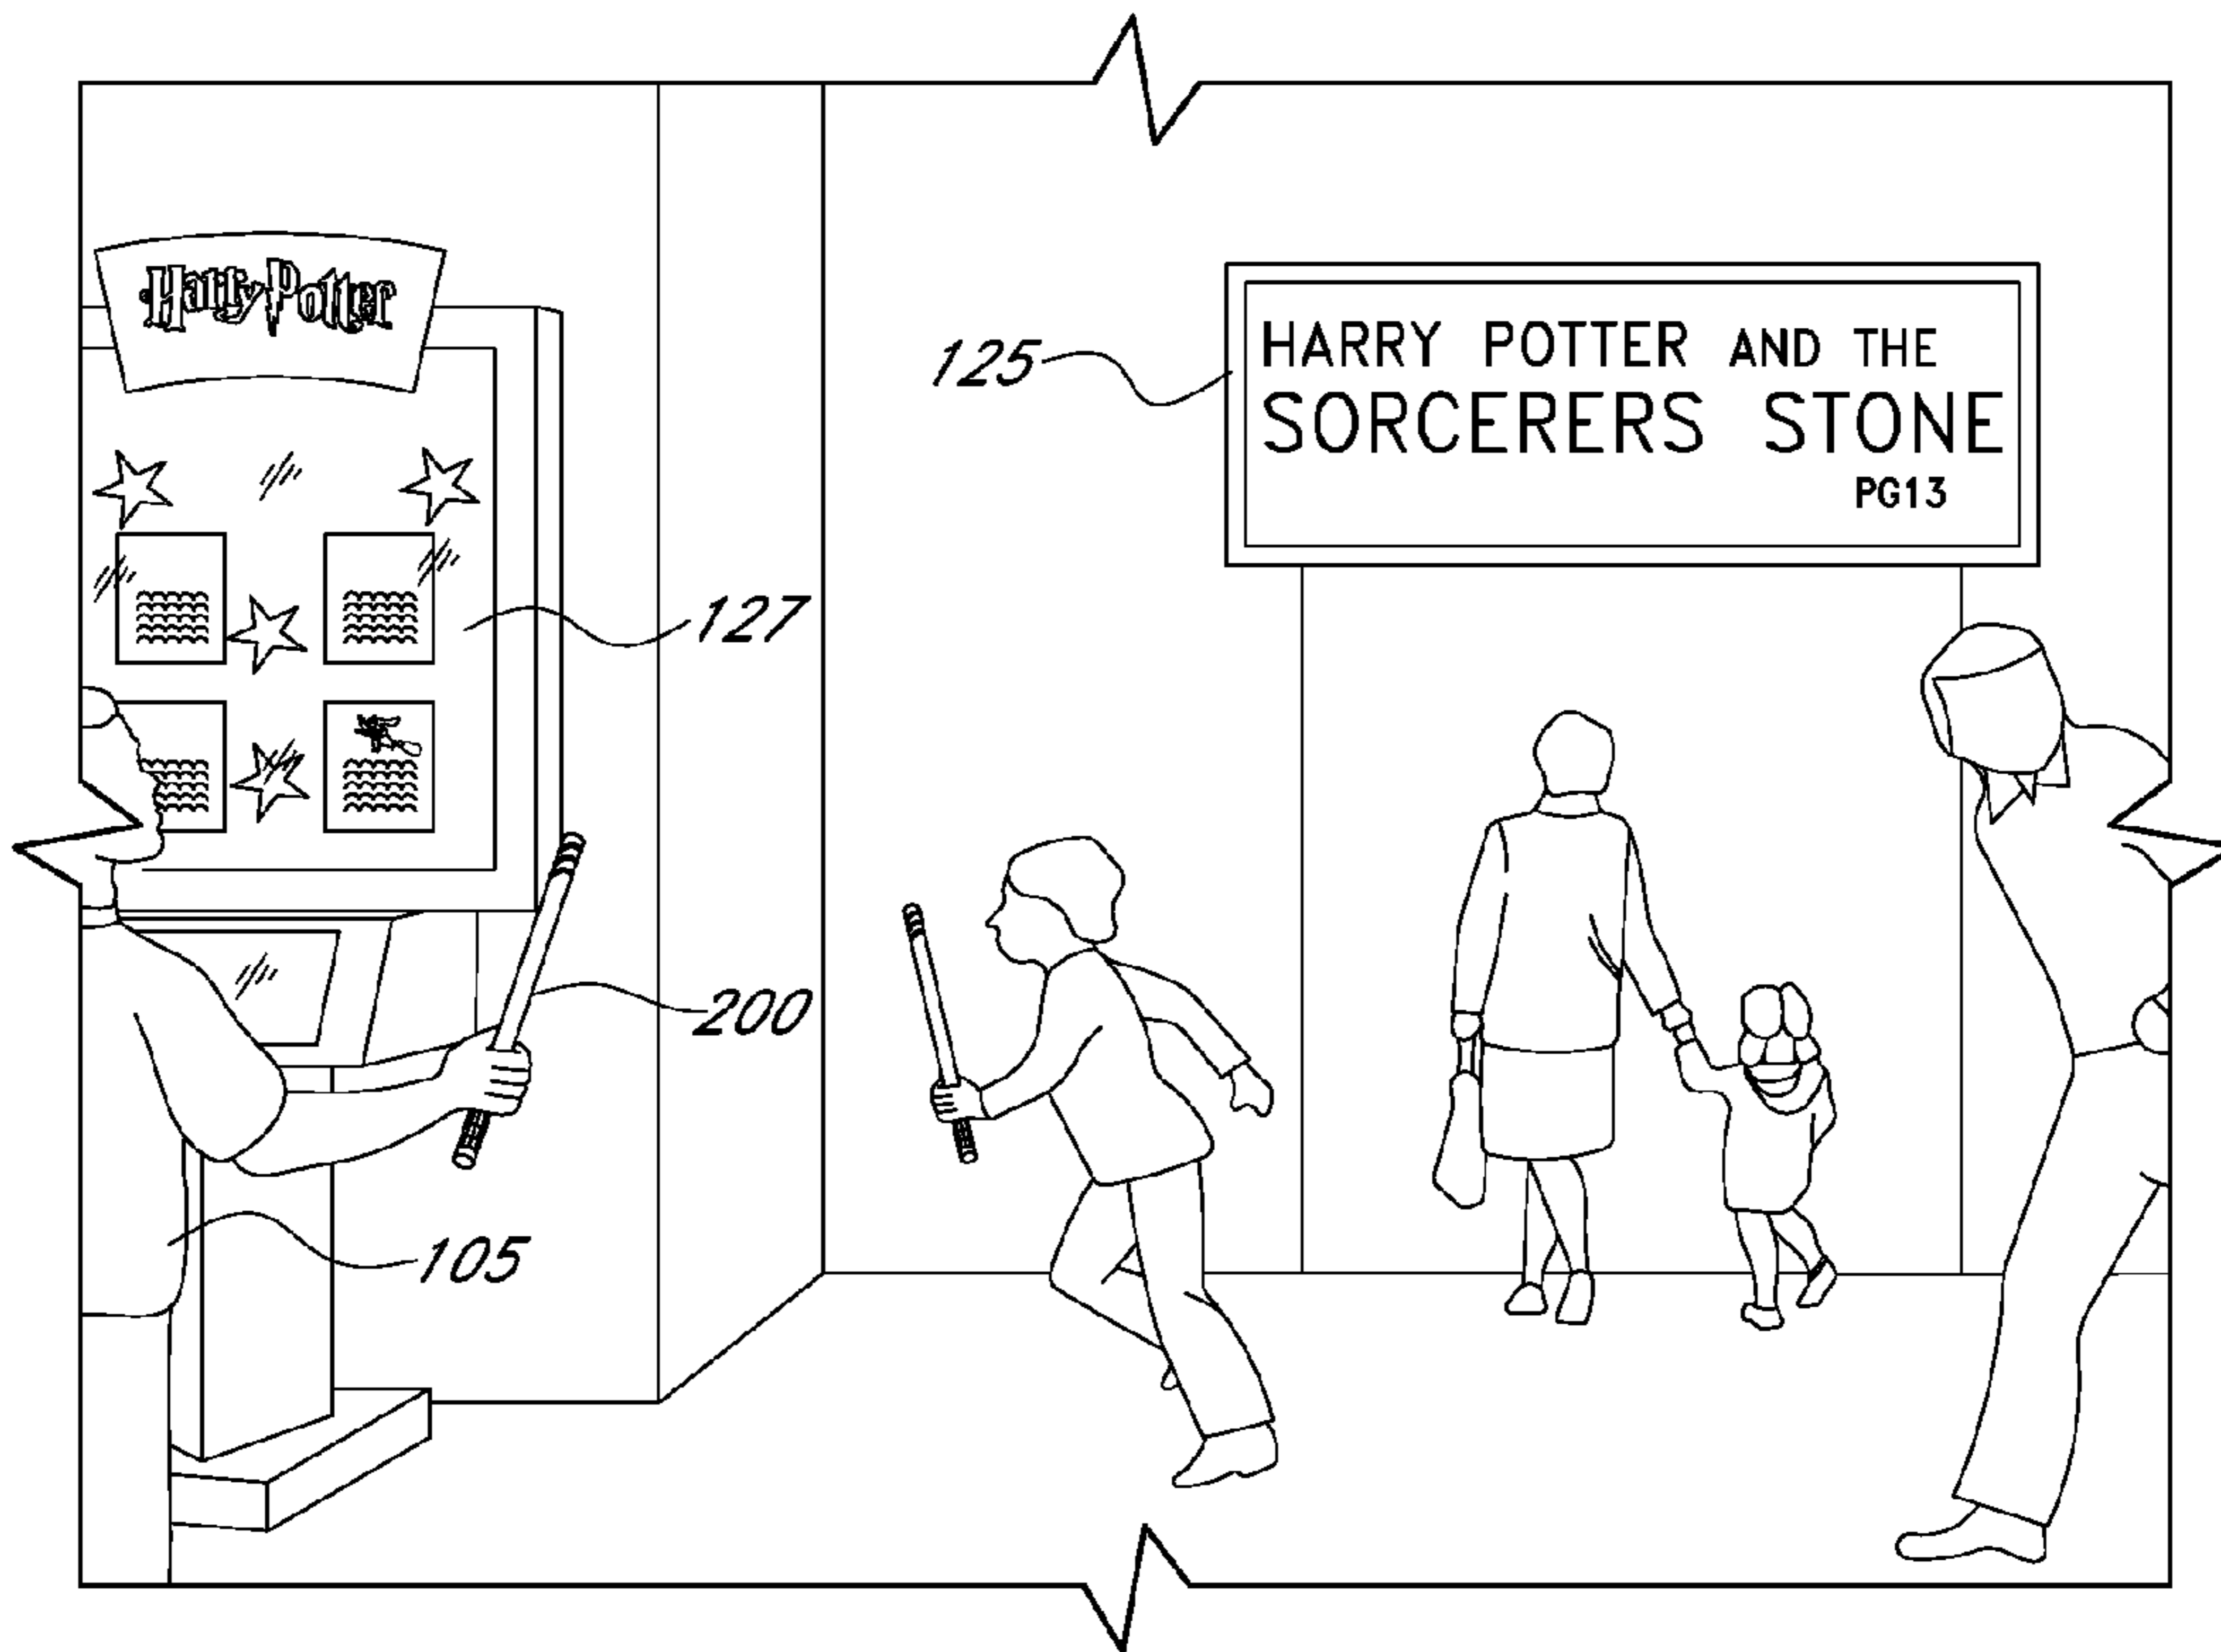 Harry Potter
125
HARRY POTTER AND THE
SORCERERS STONE
PG13
127
200
105